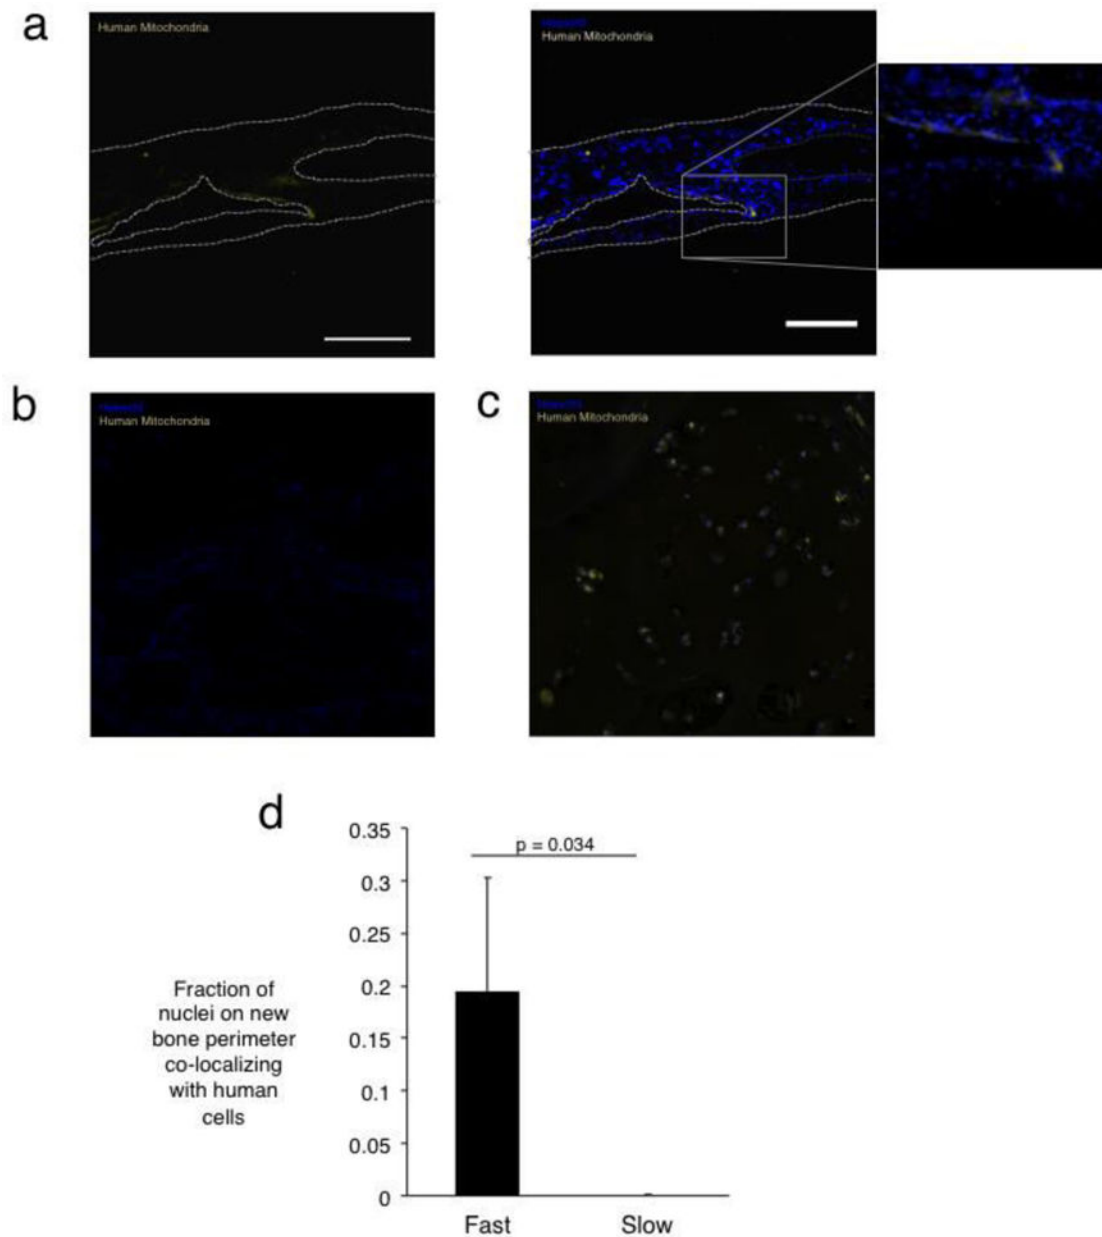 a
Human Mitochondria
Human Mitochondria
b
Human Mitochondria
c
Human Mitochondria
d
0.35
0.3
0.25
0.2
0.15
0.1
0.05
0
p = 0.034
Fraction of
nuclei on new
bone perimeter
co-localizing
with human
cells
Fast
Slow